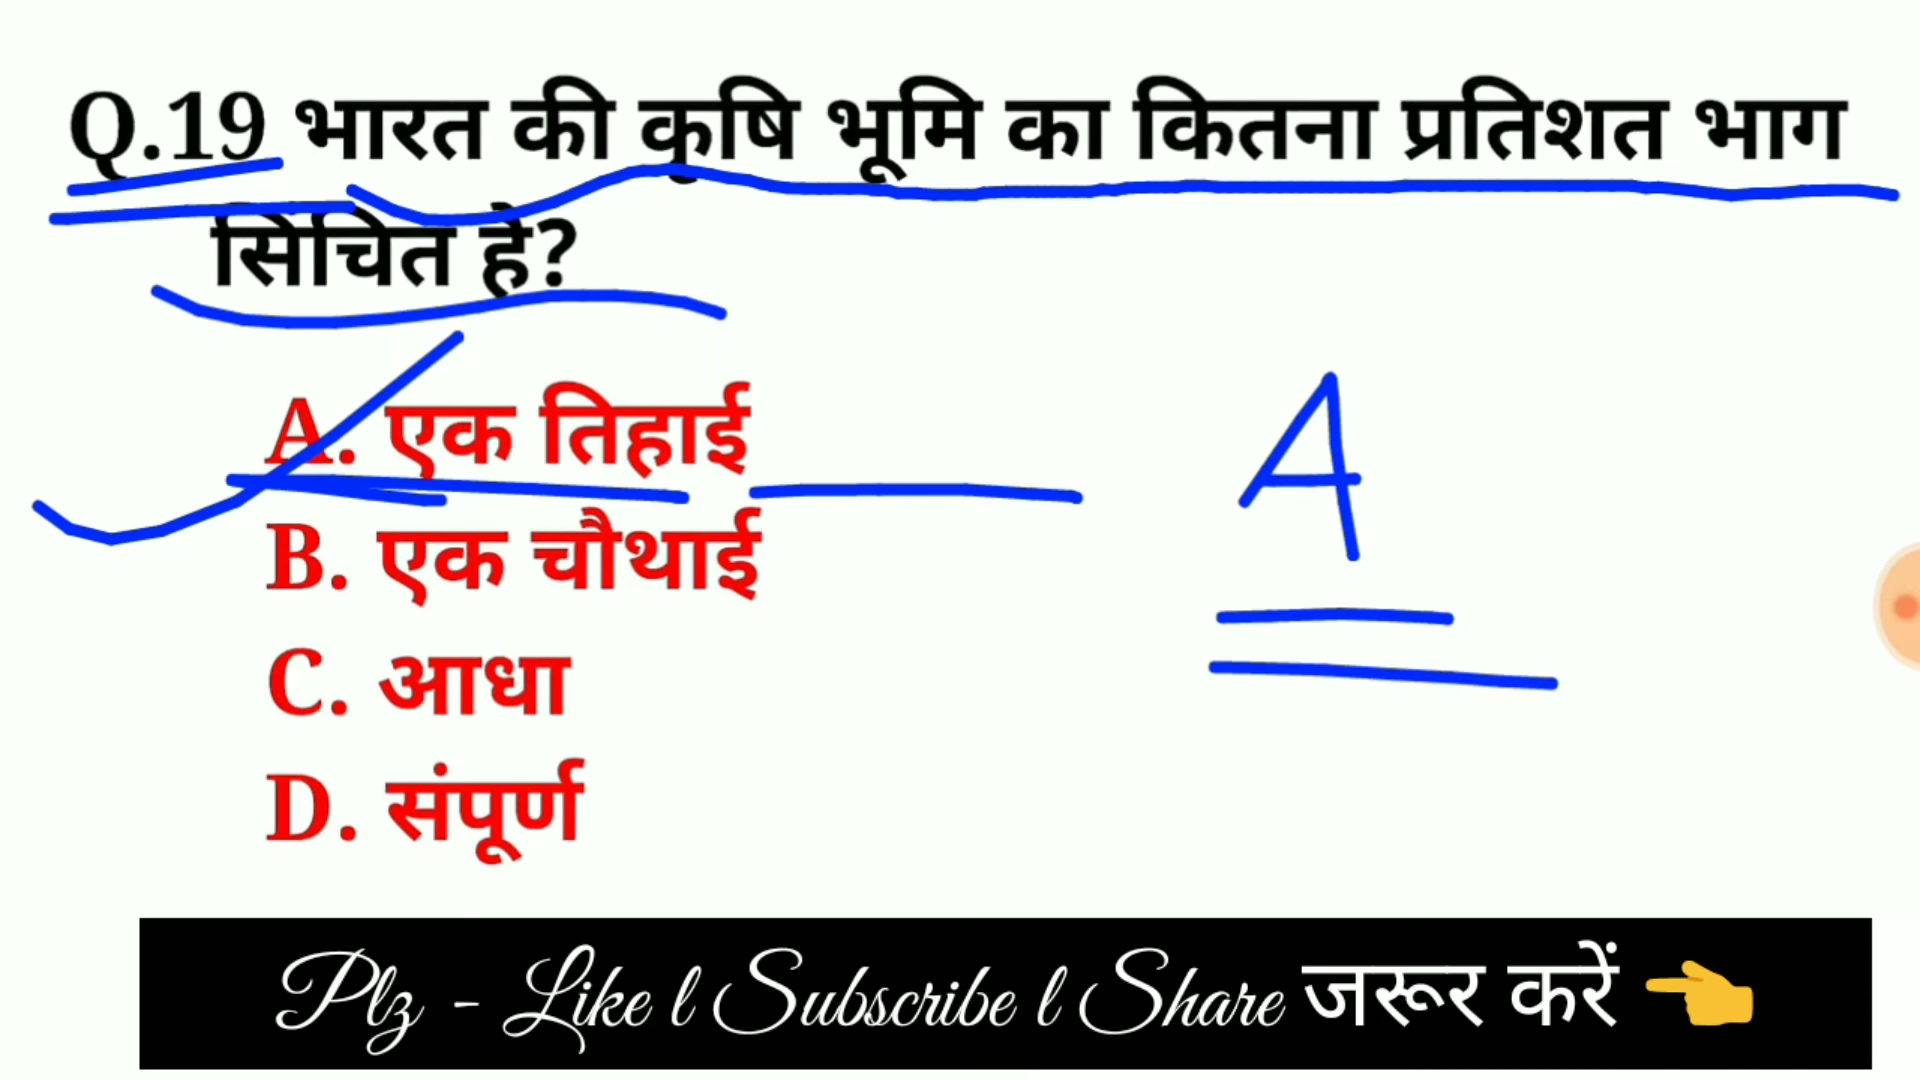 Q.19 भारत की कृषि भूमि का कितना प्रतिशत भाग
सिंचित है?
A. एक तिहाई
A
B. एक चौथाई
C. आधा
D. संपूर्ण
Plz - Like l Subscribe l Share जरूर करें 👈